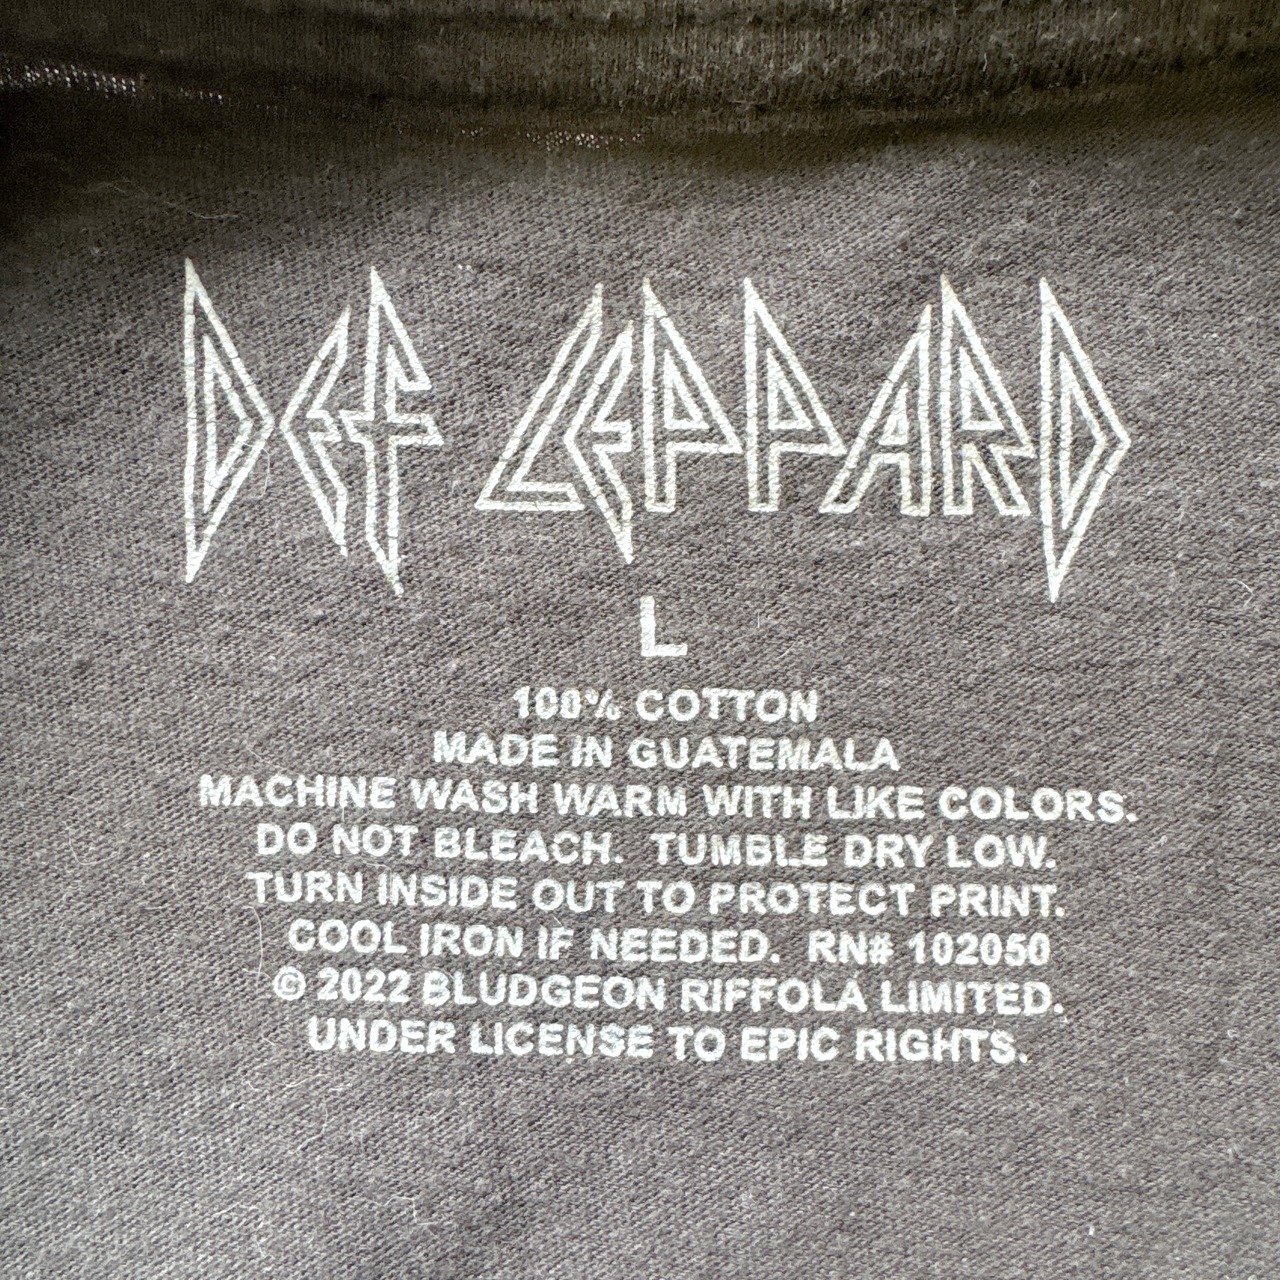 DEF LEPPARD
L
100% COTTON
MADE IN GUATEMALA
MACHINE WASH WARM WITH LIKE COLORS.
DO NOT BLEACH. TUMBLE DRY LOW.
TURN INSIDE OUT TO PROTECT PRINT.
COOL IRON IF NEEDED. RN# 102050
© 2022 BLUDGEON RIFFOLA LIMITED.
UNDER LICENSE TO EPIC RIGHTS.